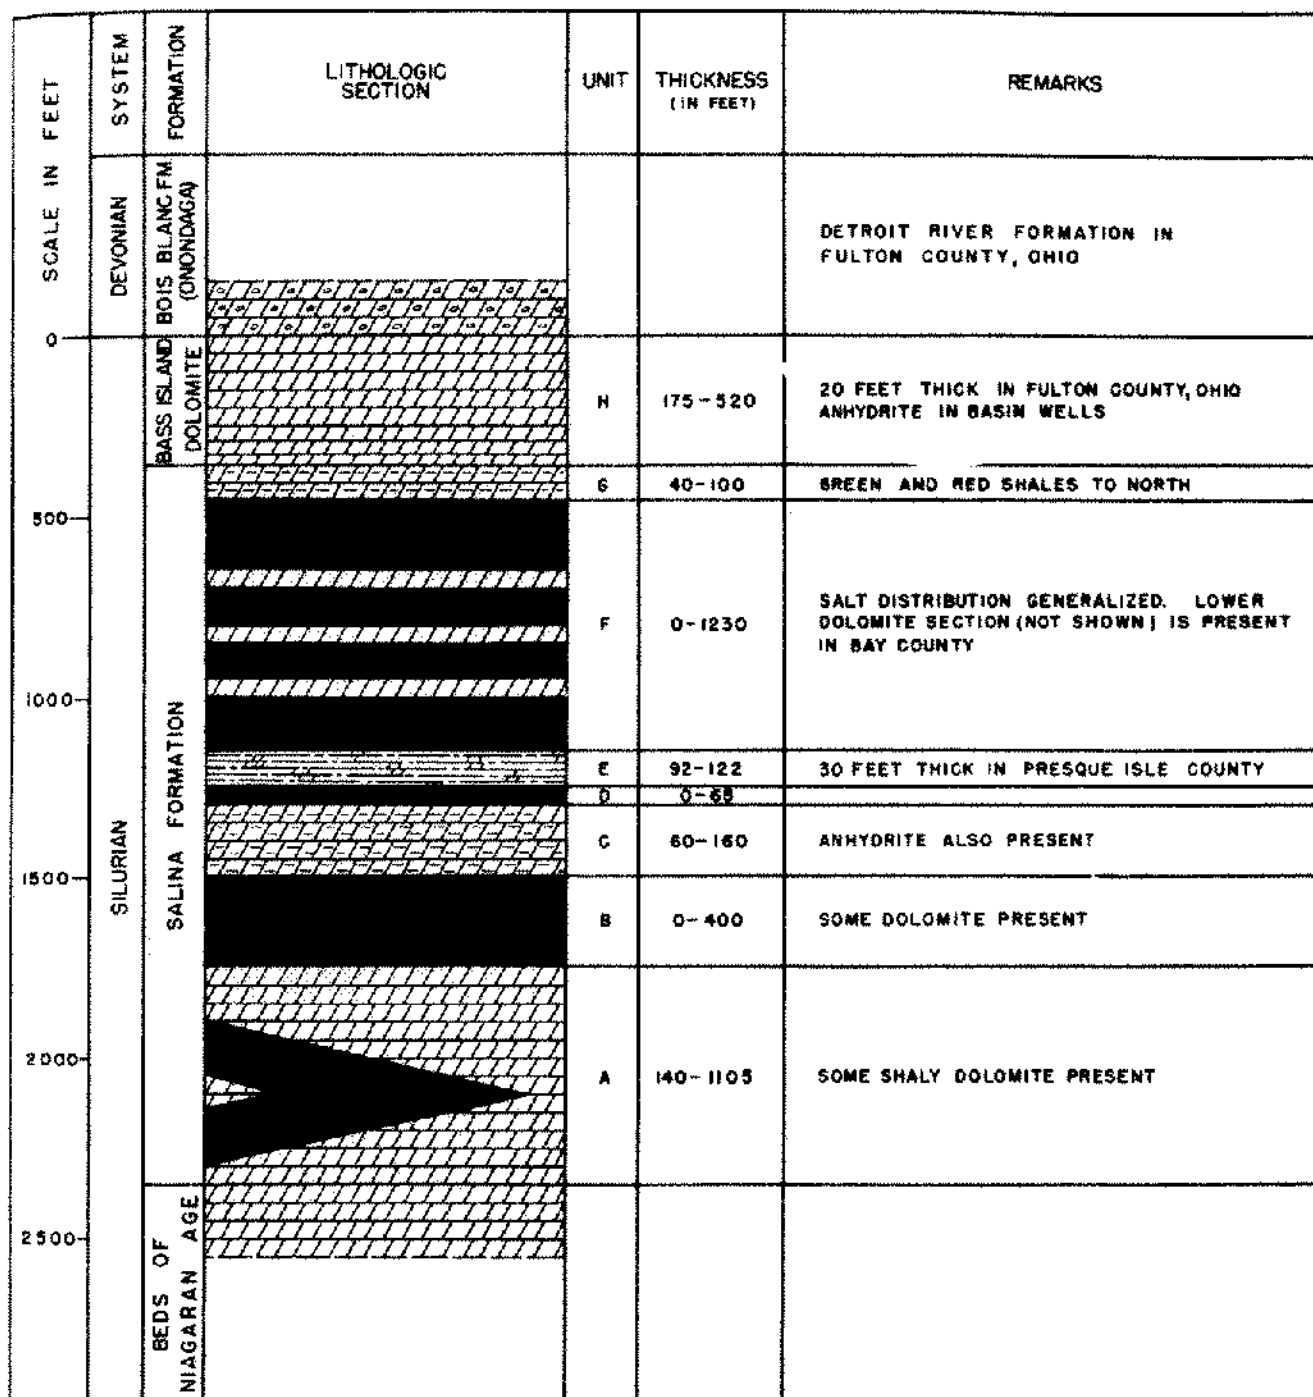 SCALE IN FEET
SYSTEM
FORMATION
LITHOLOGIC
SECTION
UNIT
THICKNESS
(IN FEET)
REMARKS
DEVONIAN
BOIS BLANC FM.
(ONONDAGA)
DETROIT RIVER FORMATION IN
FULTON COUNTY, OHIO
0
BASS ISLAND
DOLOMITE
H
175-520
20 FEET THICK IN FULTON COUNTY, OHIO
ANHYDRITE IN BASIN WELLS
G
40-100
GREEN AND RED SHALES TO NORTH
500
SILURIAN
SALINA FORMATION
F
0-1230
SALT DISTRIBUTION GENERALIZED. LOWER
DOLOMITE SECTION (NOT SHOWN) IS PRESENT
IN BAY COUNTY
1000
E
92-122
30 FEET THICK IN PRESQUE ISLE COUNTY
D
0-65
C
60-160
ANHYDRITE ALSO PRESENT
1500
B
0-400
SOME DOLOMITE PRESENT
2000
A
140-1105
SOME SHALY DOLOMITE PRESENT
2500
BEDS OF
NIAGARAN AGE